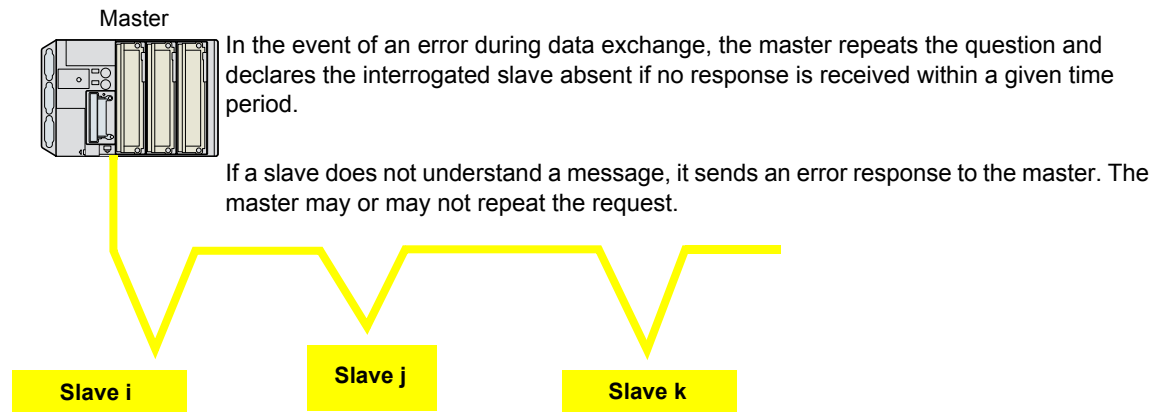 Master
In the event of an error during data exchange, the master repeats the question and
declares the interrogated slave absent if no response is received within a given time
period.
If a slave does not understand a message, it sends an error response to the master. The
master may or may not repeat the request.
Slave i
Slave j
Slave k